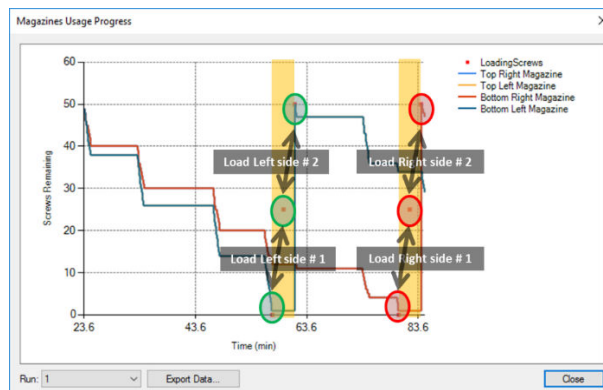 Magazines Usage Progress
60
50
40
30
20
10
0
Screws Remaining
23.6
43.6
63.6
83.6
Time (min)
LoadingScrews
Top Right Magazine
Top Left Magazine
Bottom Right Magazine
Bottom Left Magazine
Load Left side # 2
Load Right side # 2
Load Left side # 1
Load Right side # 1
Run: 1
Export Data...
Close